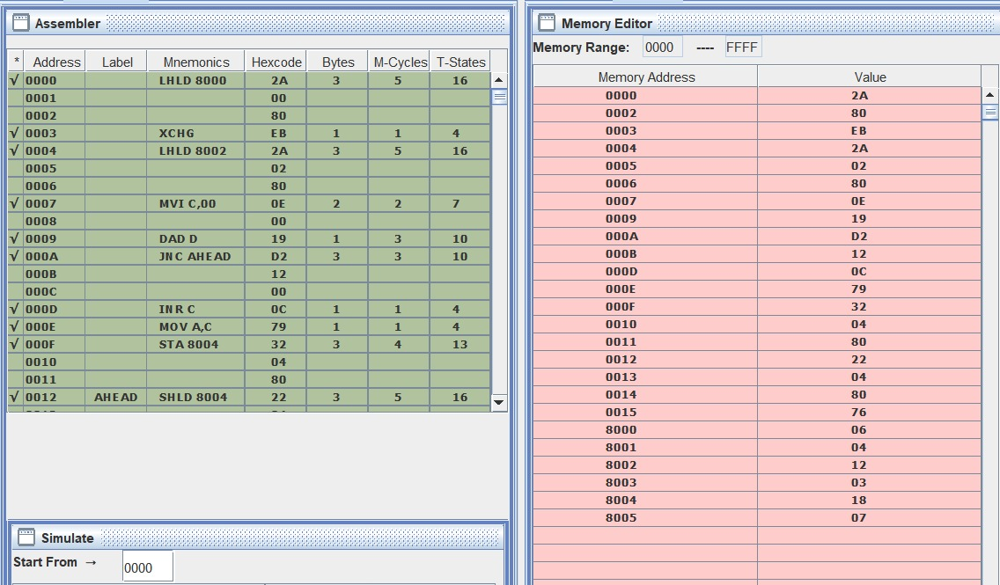 Assembler
* Address Label Mnemonics Hexcode Bytes M-Cycles T-States
√ 0000 LHLD 8000 2A 3 5 16
0001 00
0002 80
√ 0003 XCHG EB 1 1 4
√ 0004 LHLD 8002 2A 3 5 16
0005 02
0006 80
√ 0007 MVI C,00 0E 2 2 7
0008 00
√ 0009 DAD D 19 1 3 10
√ 000A JNC AHEAD D2 3 3 10
000B 12
000C 00
√ 000D INR C 0C 1 1 4
√ 000E MOV A,C 79 1 1 4
√ 000F STA 8004 32 3 4 13
0010 04
0011 80
√ 0012 AHEAD SHLD 8004 22 3 5 16
Simulate
Start From → 0000
Memory Editor
Memory Range: 0000 ---- FFFF
Memory Address Value
0000 2A
0002 80
0003 EB
0004 2A
0005 02
0006 80
0007 0E
0009 19
000A D2
000B 12
000D 0C
000E 79
000F 32
0010 04
0011 80
0012 22
0013 04
0014 80
0015 76
8000 06
8001 04
8002 12
8003 03
8004 18
8005 07